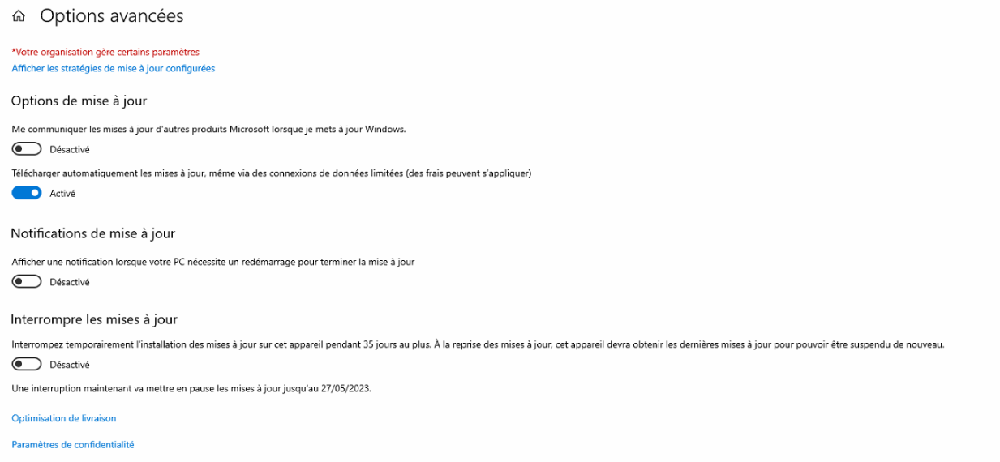 Options avancées
*Votre organisation gère certains paramètres
Afficher les stratégies de mise à jour configurées
Options de mise à jour
Me communiquer les mises à jour d'autres produits Microsoft lorsque je mets à jour Windows.
Désactivé
Télécharger automatiquement les mises à jour, même via des connexions de données limitées (des frais peuvent s'appliquer)
Activé
Notifications de mise à jour
Afficher une notification lorsque votre PC nécessite un redémarrage pour terminer la mise à jour
Désactivé
Interrompre les mises à jour
Interrompez temporairement l'installation des mises à jour sur cet appareil pendant 35 jours au plus. À la reprise des mises à jour, cet appareil devra obtenir les dernières mises à jour pour pouvoir être suspendu de nouveau.
Désactivé
Une interruption maintenant va mettre en pause les mises à jour jusqu'au 27/05/2023.
Optimisation de livraison
Paramètres de confidentialité